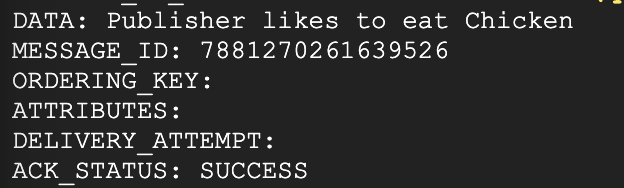 DATA: Publisher likes to eat Chicken
MESSAGE_ID: 7881270261639526
ORDERING_KEY:
ATTRIBUTES:
DELIVERY_ATTEMPT:
ACK_STATUS: SUCCESS